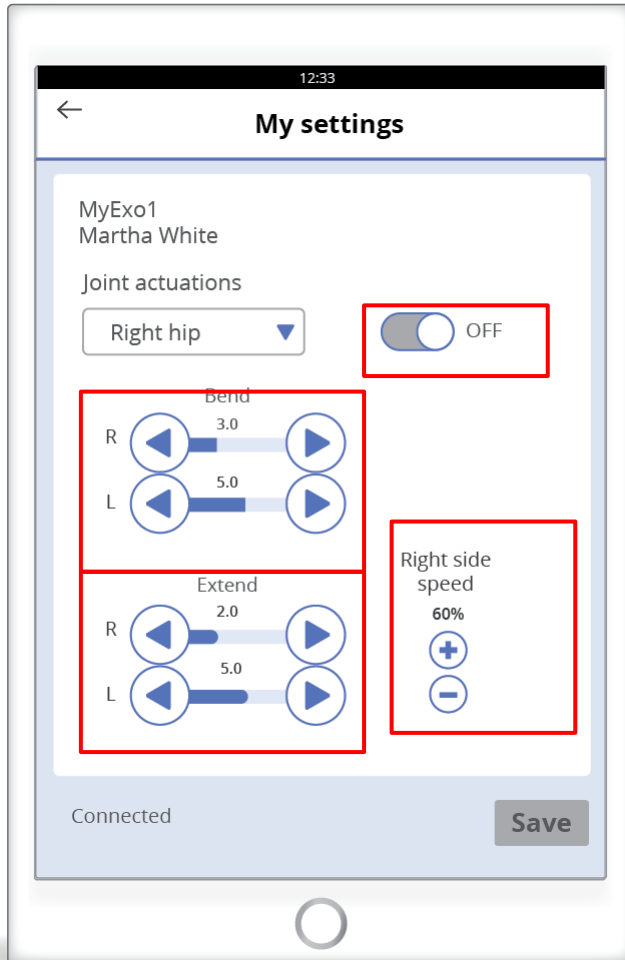 12:33
My settings
MyExo1
Martha White
Joint actuations
Right hip
OFF
Bend
R
3.0
L
5.0
Extend
R
2.0
L
5.0
Right side
speed
60%
Connected
Save